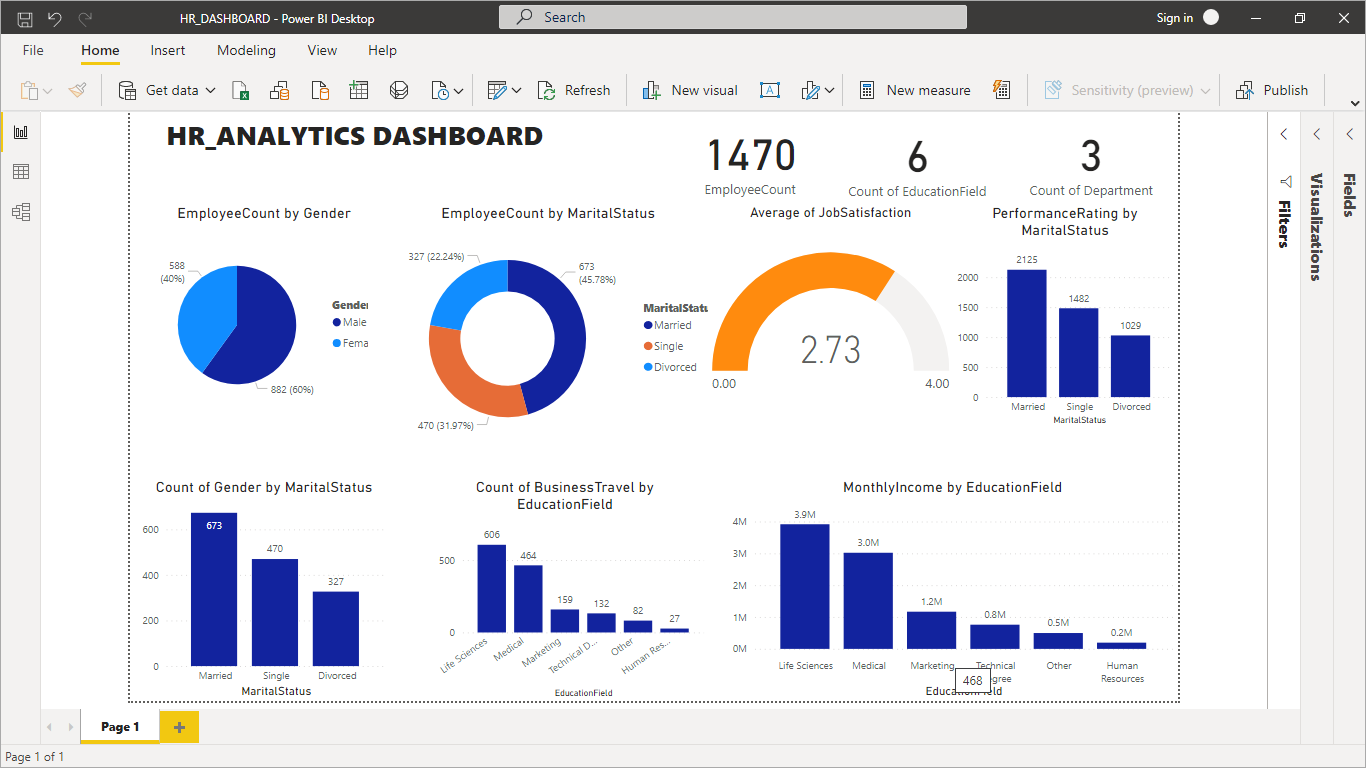 HR_DASHBOARD - Power BI Desktop
Search
Sign in
File Home Insert Modeling View Help
Get data Refresh New visual New measure Sensitivity (preview) Publish
HR_ANALYTICS DASHBOARD
1470
EmployeeCount
6
Count of EducationField
3
Count of Department
EmployeeCount by Gender
588
(40%)
882 (60%)
Gender
Male
Fema
EmployeeCount by MaritalStatus
327 (22.24%)
673
(45.78%)
470 (31.97%)
MaritalStatu
Married
Single
Divorced
Average of JobSatisfaction
2.73
0.00 4.00
PerformanceRating by
MaritalStatus
2125
2000
1482
1500
1029
1000
500
0
Married Single Divorced
MaritalStatus
Count of Gender by MaritalStatus
600
673
470
400
327
200
0
Married Single Divorced
MaritalStatus
Count of BusinessTravel by
EducationField
606
500
464
159
132
82
27
0
Life Sciences
Medical
Marketing
Technical D...
Other
Human Res...
EducationField
MonthlyIncome by EducationField
4M
3.9M
3M
3.0M
2M
1.2M
1M
0.8M
0.5M
0.2M
0M
Life Sciences Medical Marketing Technical Other Human
gree Resources
468
EducationField
Filters
Visualizations
Fields
Page 1
Page 1 of 1